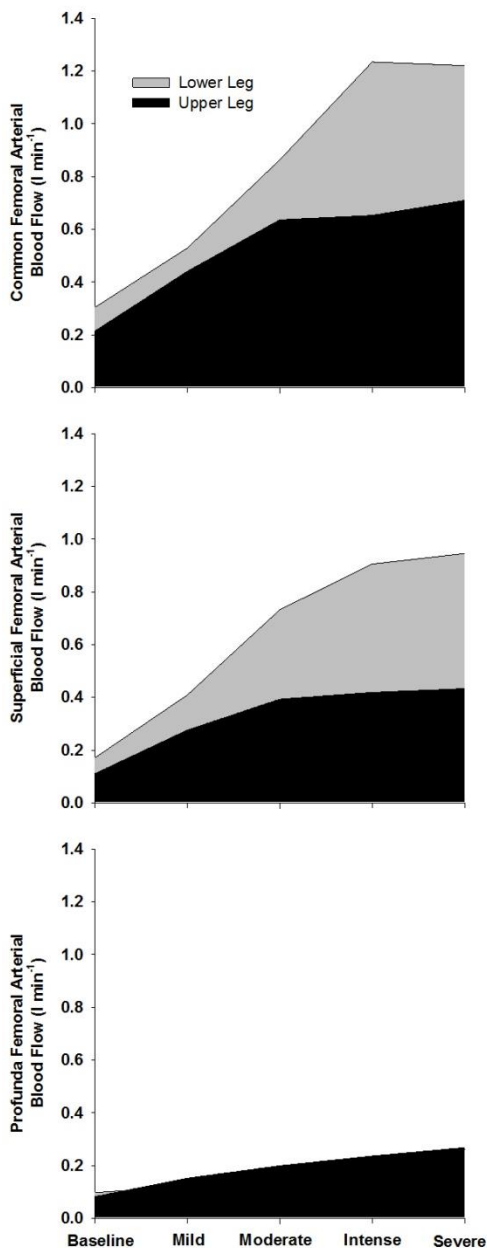 Common Femoral Arterial
Blood Flow (l min⁻¹)
1.4
1.2
1.0
0.8
0.6
0.4
0.2
0.0
Lower Leg
Upper Leg
Superficial Femoral Arterial
Blood Flow (l min⁻¹)
1.4
1.2
1.0
0.8
0.6
0.4
0.2
0.0
Profunda Femoral Arterial
Blood Flow (l min⁻¹)
1.4
1.2
1.0
0.8
0.6
0.4
0.2
0.0
Baseline Mild Moderate Intense Severe